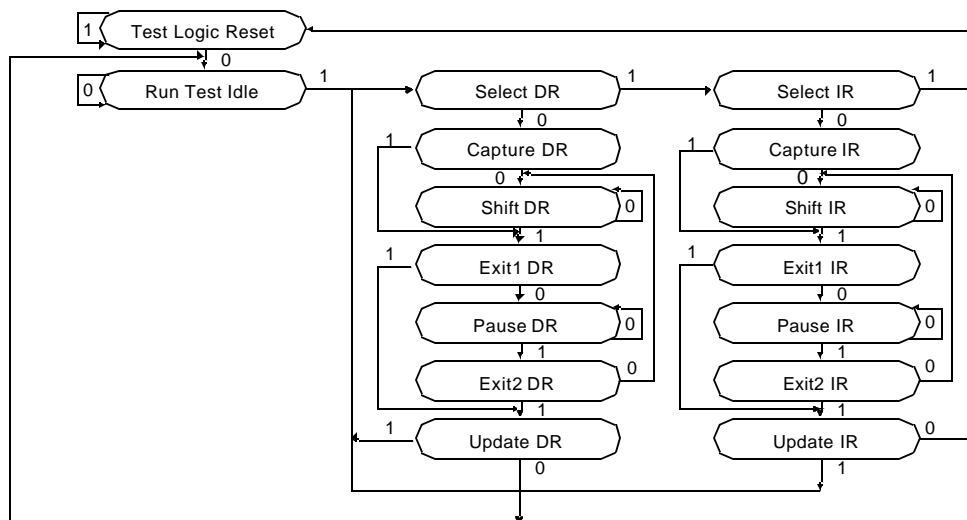 1 Test Logic Reset
0
0 Run Test Idle 1 Select DR 1 Select IR 1
0 0
1 Capture DR 1 Capture IR
0 0
Shift DR 0 Shift IR 0
1 1
1 Exit1 DR 1 Exit1 IR
0 0
Pause DR 0 Pause IR 0
1 1
Exit2 DR 0 Exit2 IR 0
1 1
1 Update DR Update IR 0
0 1